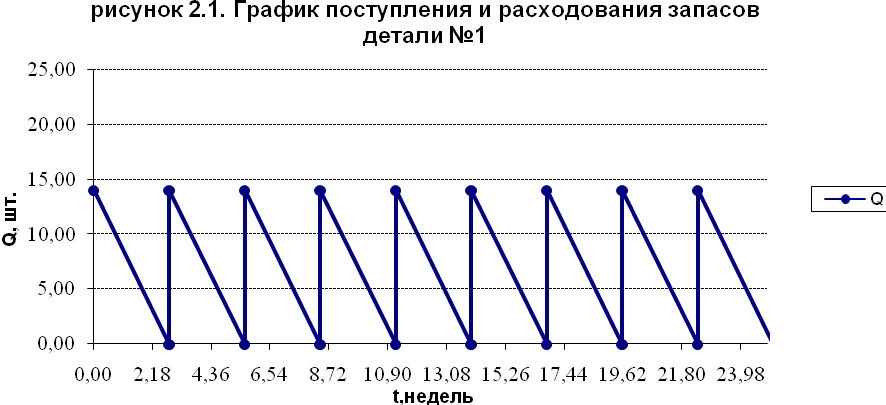 рисунок 2.1. График поступления и расходования запасов
детали №1
25,00
20,00
15,00
10,00
5,00
0,00
Q, шт.
0,00 2,18 4,36 6,54 8,72 10,90 13,08 15,26 17,44 19,62 21,80 23,98
t,недель
Q